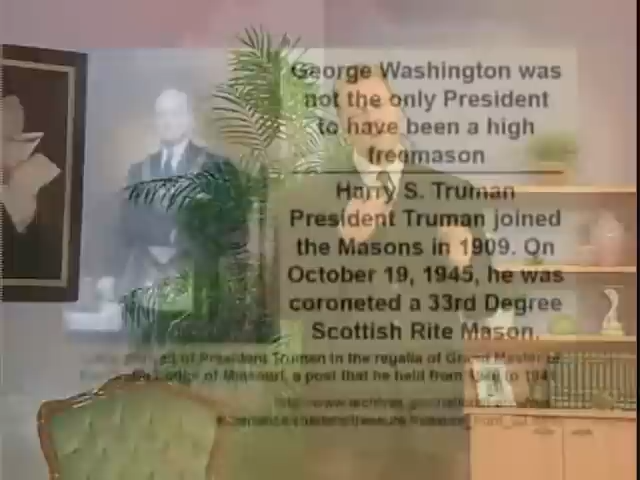 George Washington was
not the only President
to have been a high
freemason
Harry S. Truman
President Truman joined
the Masons in 1909. On
October 19, 1945, he was
coroneted a 33rd Degree
Scottish Rite Mason.
of President Truman in the regalia of Grand Master of
of Missouri, a post that he held from to